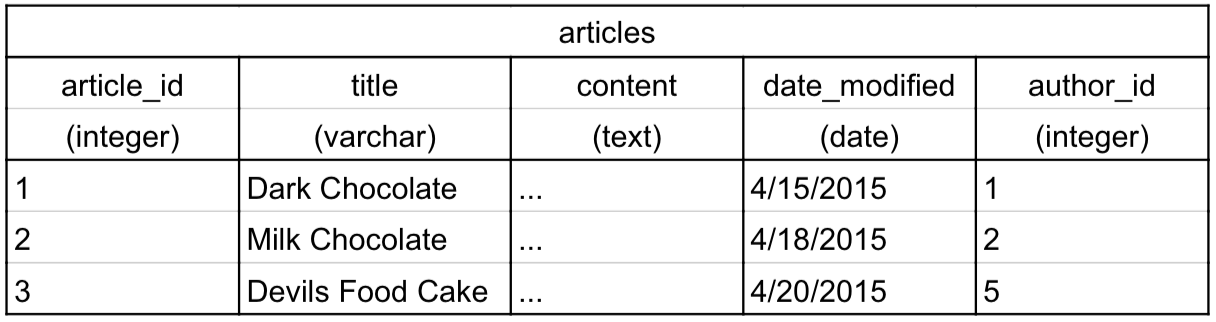 articles
article_id title content date_modified author_id
(integer) (varchar) (text) (date) (integer)
1 Dark Chocolate ... 4/15/2015 1
2 Milk Chocolate ... 4/18/2015 2
3 Devils Food Cake ... 4/20/2015 5